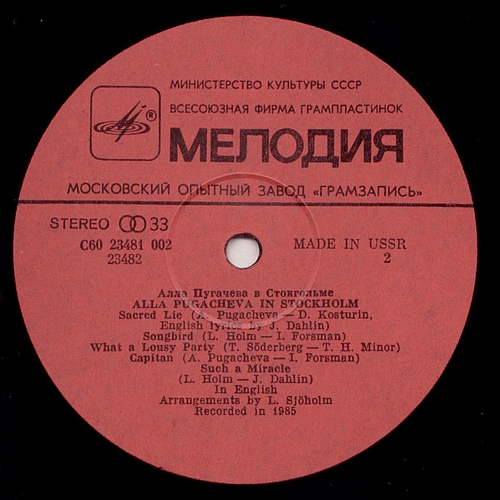 МИНИСТЕРСТВО КУЛЬТУРЫ СССР
ВСЕСОЮЗНАЯ ФИРМА ГРАМПЛАСТИНОК
®
МЕЛОДИЯ
МОСКОВСКИЙ ОПЫТНЫЙ ЗАВОД «ГРАМЗАПИСЬ»
STEREO 33
С60 23481 002
23482
MADE IN USSR
2
Алла Пугачева в Стокгольме
ALLA PUGACHEVA IN STOCKHOLM
Sacred Lie (A. Pugacheva — D. Kosturin,
English lyrics by J. Dahlin)
Songbird (L. Holm — I. Forsman)
What a Lousy Party (T. Söderberg — T. H. Minor)
Capitan (A. Pugacheva — I. Forsman)
Such a Miracle
(L. Holm — J. Dahlin)
In English
Arrangements by L. Sjöholm
Recorded in 1985